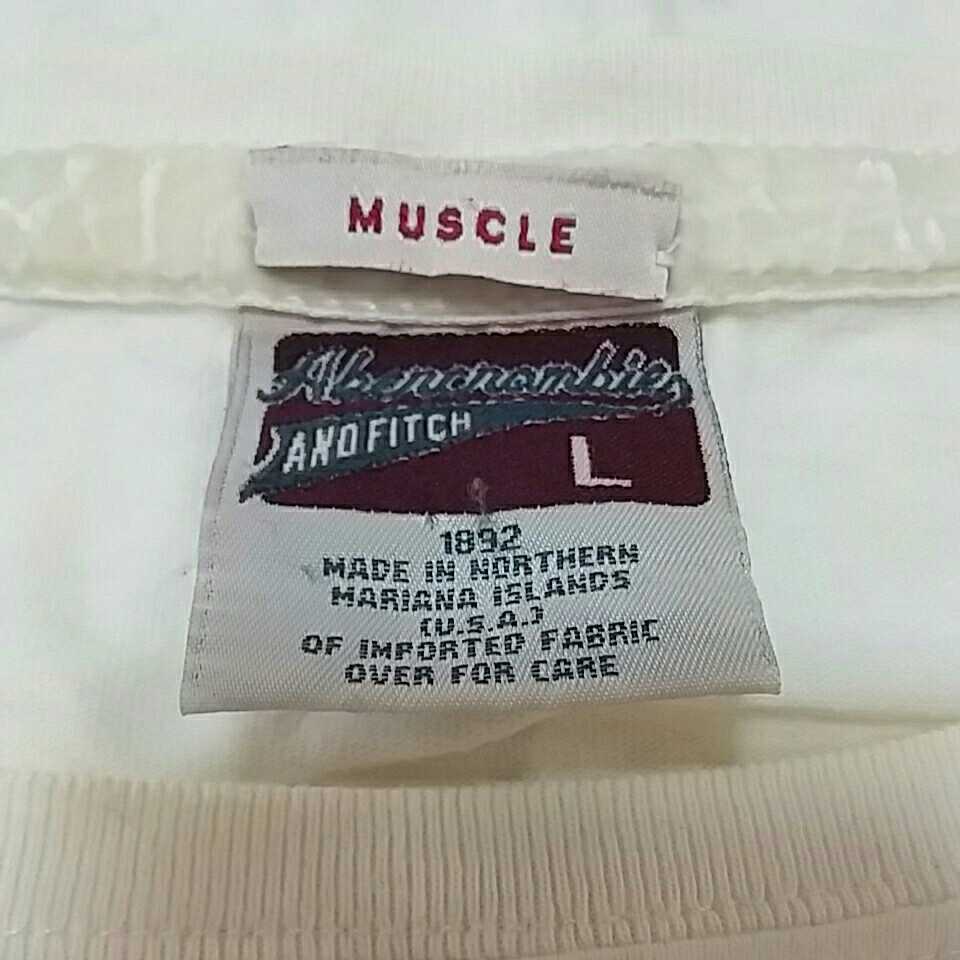 MUSCLE
Abercrombie
AND FITCH
L
1892
MADE IN NORTHERN
MARIANA ISLANDS
(U.S.A.)
OF IMPORTED FABRIC
OVER FOR CARE